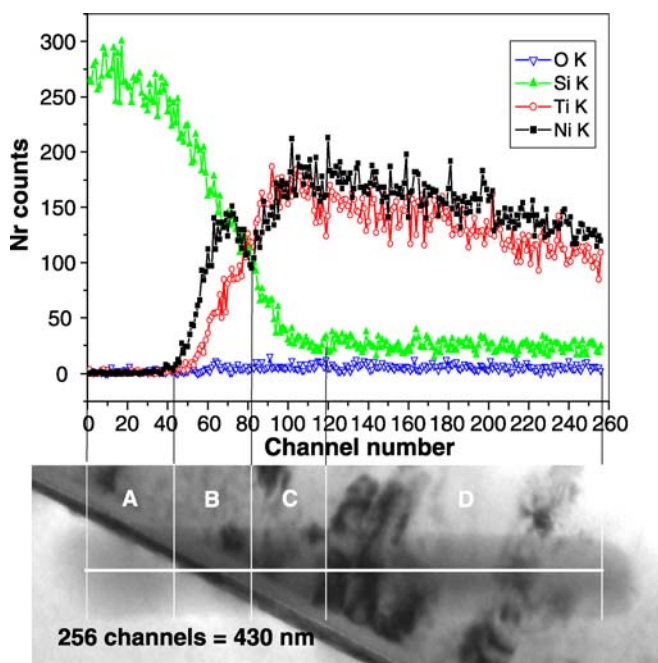 300
250
200
150
100
50
0
Nr counts
O K
Si K
Ti K
Ni K
0 20 40 60 80 100 120 140 160 180 200 220 240 260
Channel number
A B C D
256 channels = 430 nm